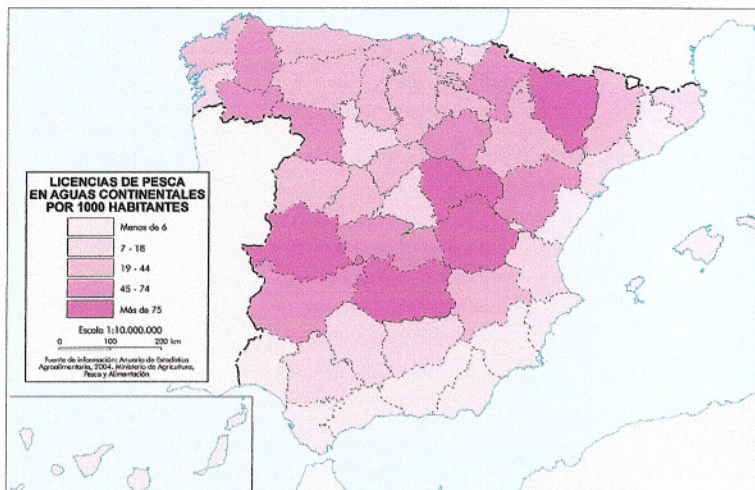 LICENCIAS DE PESCA
EN AGUAS CONTINENTALES
POR 1000 HABITANTES
Menos de 6
7 - 18
19 - 44
45 - 74
Más de 75
Escala 1:10.000.000
0 100 200 km
Fuente de información: Anuario de Estadística
Agroalimentaria, 2004. Ministerio de Agricultura,
Pesca y Alimentación